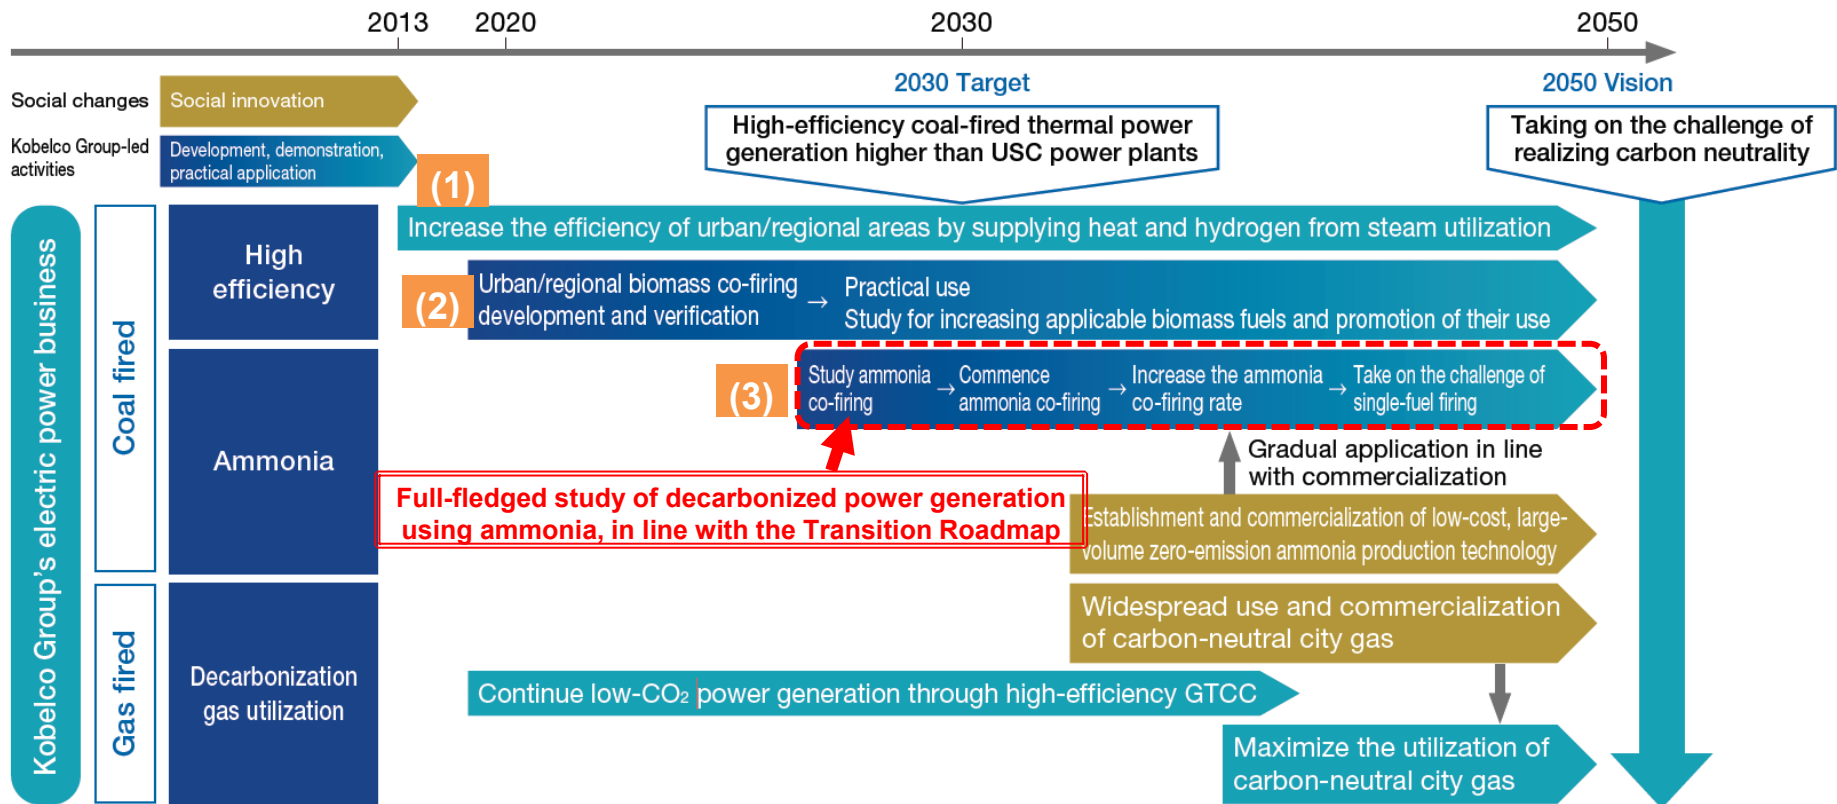 2013
2020
2030
2050
Social changes
Social innovation
2030 Target
2050 Vision
Kobelco Group-led
activities
Development, demonstration,
practical application
High-efficiency coal-fired thermal power
generation higher than USC power plants
Taking on the challenge of
realizing carbon neutrality
Kobelco Group's electric power business
Coal fired
High
efficiency
(1)
Increase the efficiency of urban/regional areas by supplying heat and hydrogen from steam utilization
(2)
Urban/regional biomass co-firing
development and verification
→
Practical use
Study for increasing applicable biomass fuels and promotion of their use
Ammonia
(3)
Study ammonia
co-firing
→
Commence
ammonia co-firing
→
Increase the ammonia
co-firing rate
→
Take on the challenge of
single-fuel firing
Gradual application in line
with commercialization
Full-fledged study of decarbonized power generation
using ammonia, in line with the Transition Roadmap
Establishment and commercialization of low-cost, large-
volume zero-emission ammonia production technology
Gas fired
Decarbonization
gas utilization
Widespread use and commercialization
of carbon-neutral city gas
Continue low-CO₂ power generation through high-efficiency GTCC
Maximize the utilization of
carbon-neutral city gas